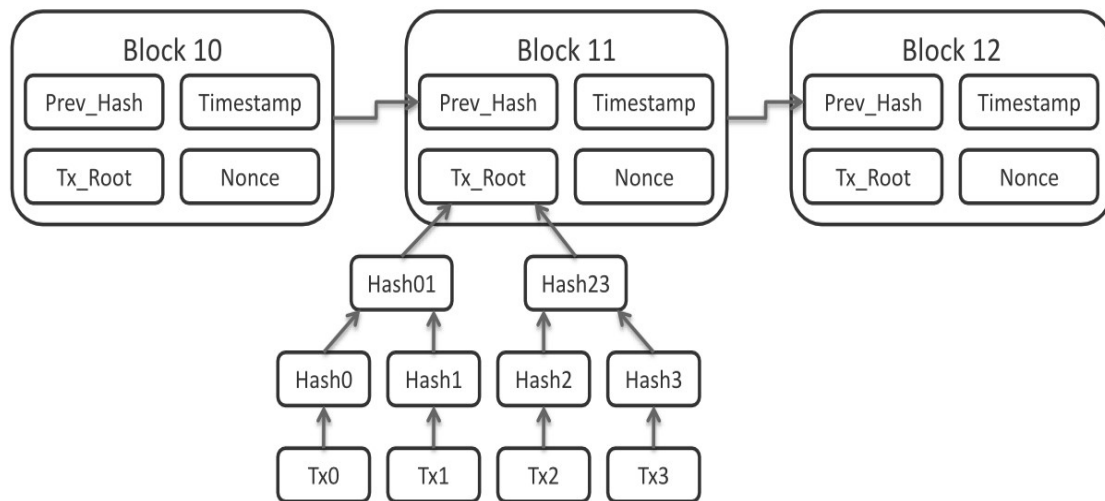 Block 10 Block 11 Block 12
Prev_Hash Timestamp Prev_Hash Timestamp Prev_Hash Timestamp
Tx_Root Nonce Tx_Root Nonce Tx_Root Nonce
Hash01 Hash23
Hash0 Hash1 Hash2 Hash3
Tx0 Tx1 Tx2 Tx3